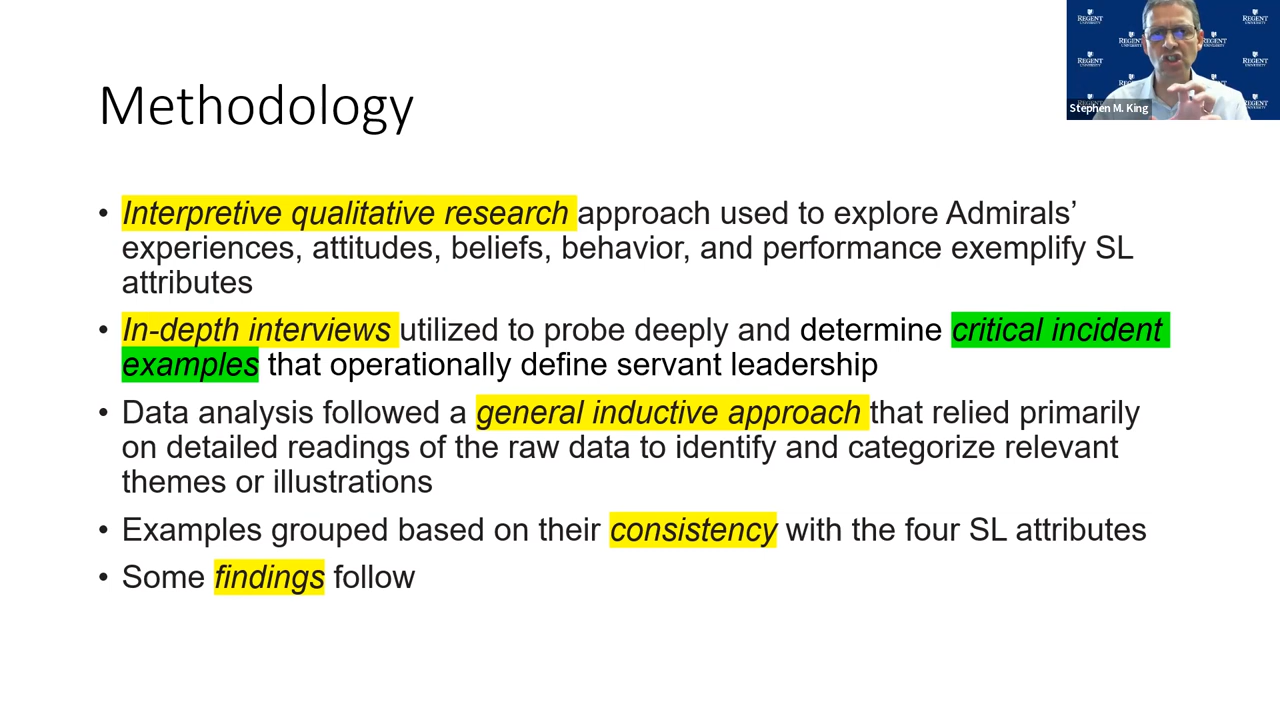 Methodology
• Interpretive qualitative research approach used to explore Admirals’
experiences, attitudes, beliefs, behavior, and performance exemplify SL
attributes
• In-depth interviews utilized to probe deeply and determine critical incident
examples that operationally define servant leadership
• Data analysis followed a general inductive approach that relied primarily
on detailed readings of the raw data to identify and categorize relevant
themes or illustrations
• Examples grouped based on their consistency with the four SL attributes
• Some findings follow
REGENT
UNIVERSITY
Stephen M. King